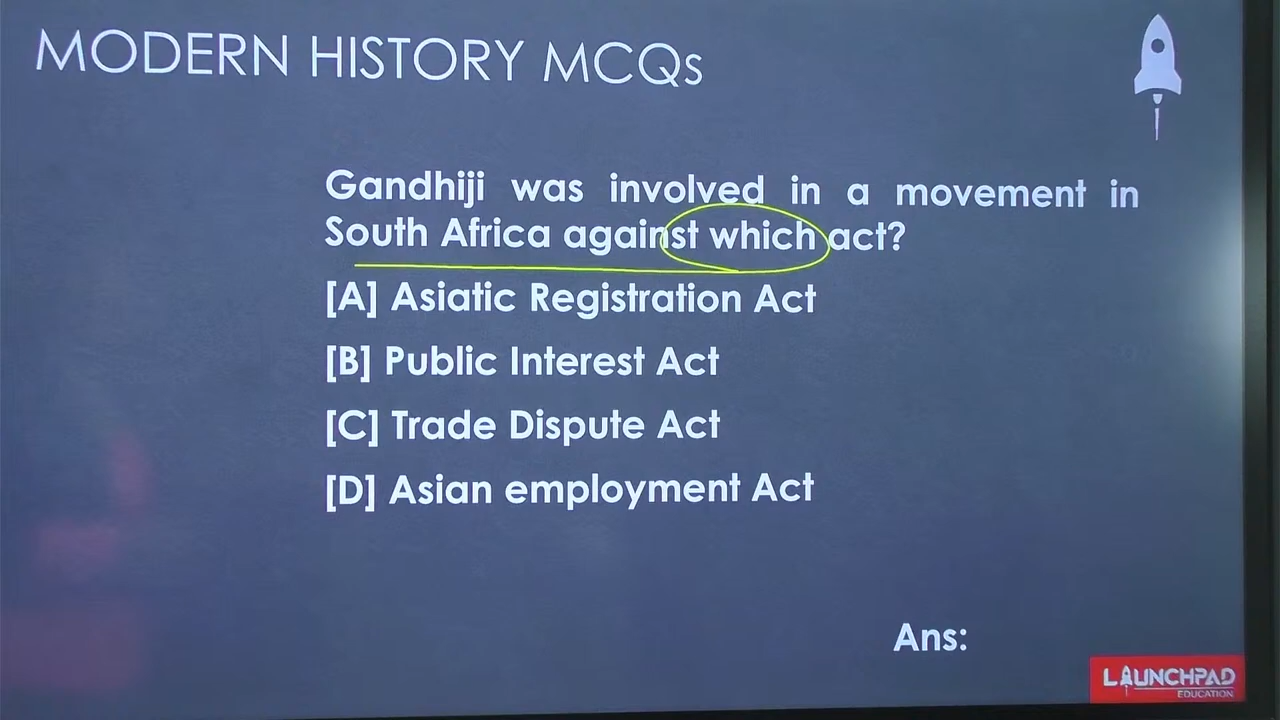 MODERN HISTORY MCQs
Gandhiji was involved in a movement in
South Africa against which act?
[A] Asiatic Registration Act
[B] Public Interest Act
[C] Trade Dispute Act
[D] Asian employment Act
Ans:
LAUNCHPAD
EDUCATION